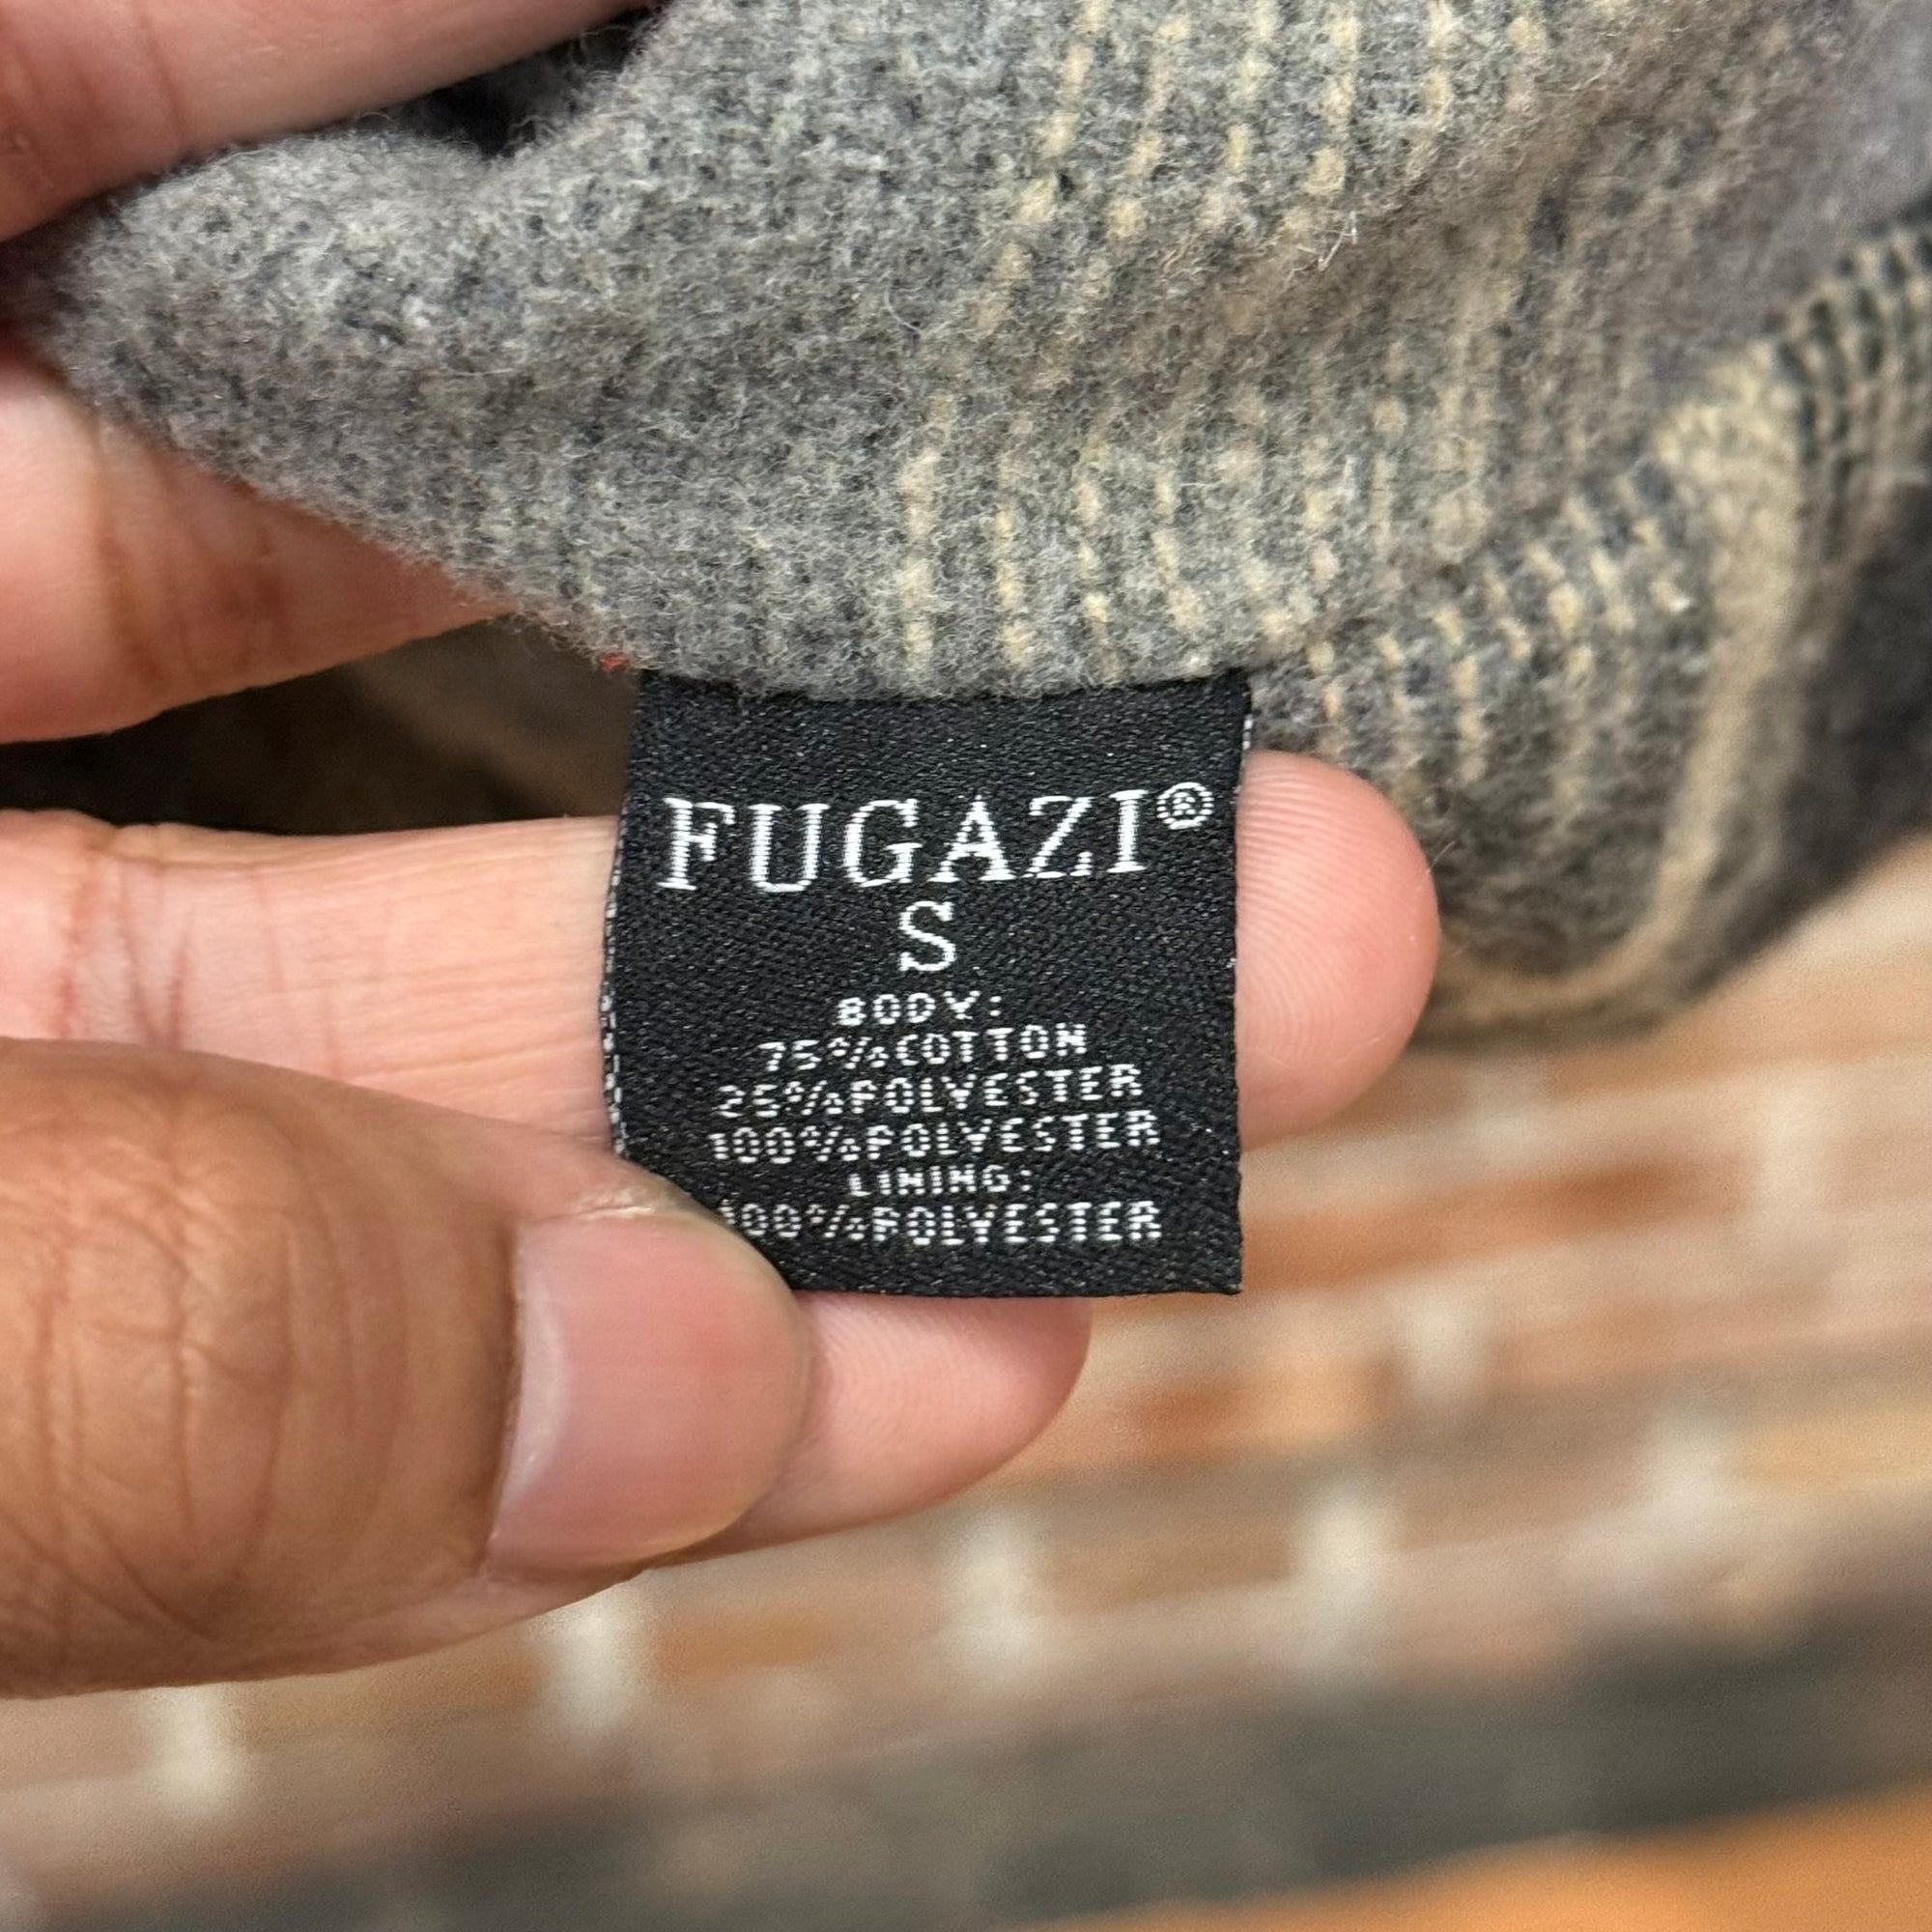 FUGAZI®
S
BODY:
75%COTTON
25%POLYESTER
100%POLYESTER
LINING:
100%POLYESTER